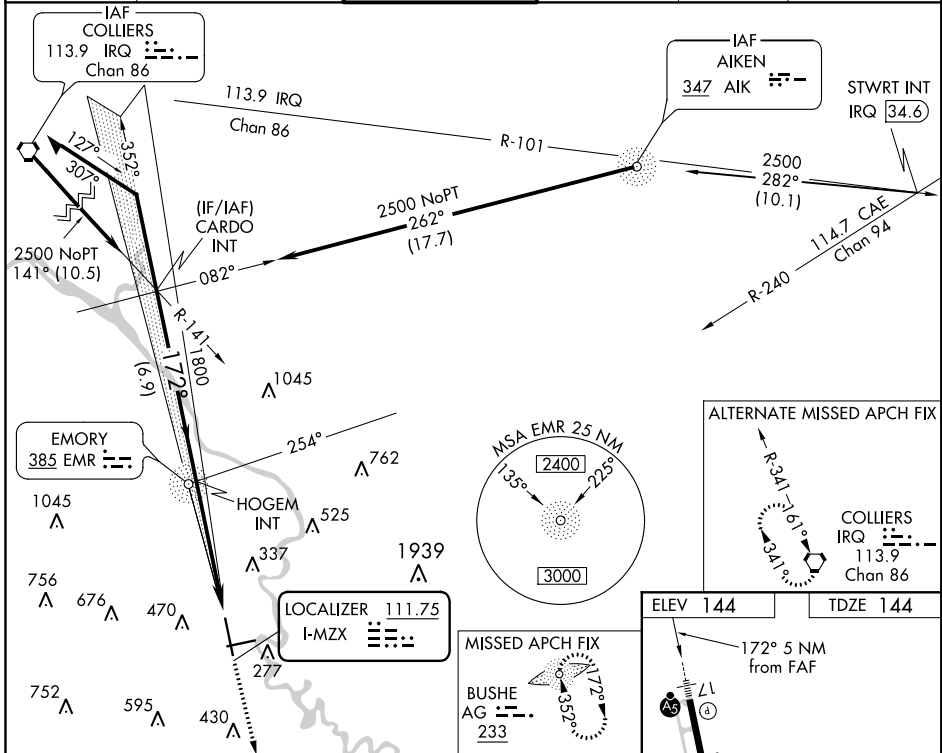 IAF
COLLIERS
113.9 IRQ
Chan 86
IAF
AIKEN
347 AIK
STWRT INT
IRQ 34.6
113.9 IRQ
Chan 86
R-101
2500
282°
(10.1)
114.7 CAE
Chan 94
R-240
127°
307°
352°
2500 NoPT
141° (10.5)
(IF/IAF)
CARDO
INT
2500 NoPT
262°
(17.7)
082°
R-141
1800
172°
(6.9)
1045
EMORY
385 EMR
254°
HOGEM
INT
762
525
337
1045
756
676
470
1939
277
752
595
430
LOCALIZER 111.75
I-MZX
MSA EMR 25 NM
2400
135°
225°
3000
MISSED APCH FIX
BUSHE
AG
233
172°
352°
ALTERNATE MISSED APCH FIX
R-341
161°
341°
COLLIERS
IRQ
113.9
Chan 86
ELEV 144
TDZE 144
172° 5 NM
from FAF
17
A5
P